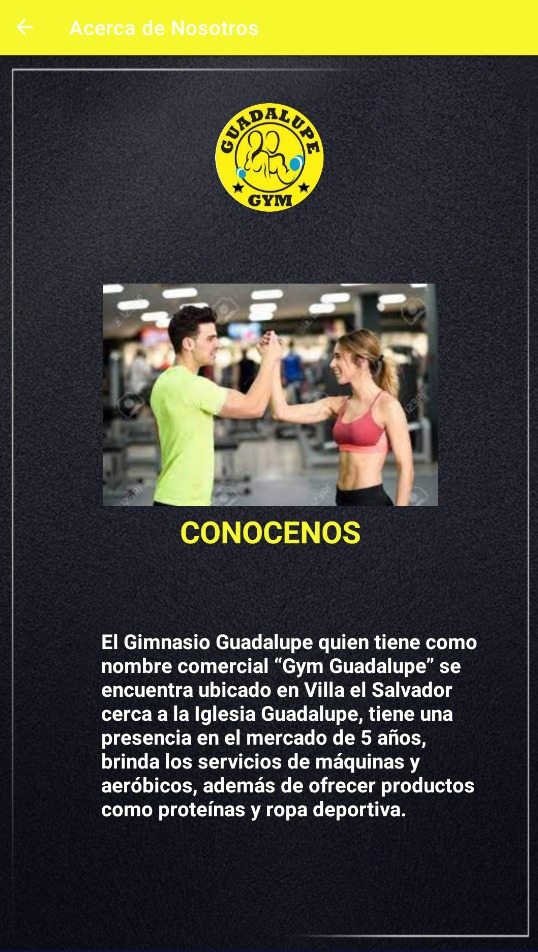 Acerca de Nosotros
GUADALUPE
GYM
CONOCENOS
El Gimnasio Guadalupe quien tiene como
nombre comercial “Gym Guadalupe” se
encuentra ubicado en Villa el Salvador
cerca a la Iglesia Guadalupe, tiene una
presencia en el mercado de 5 años,
brinda los servicios de máquinas y
aeróbicos, además de ofrecer productos
como proteínas y ropa deportiva.